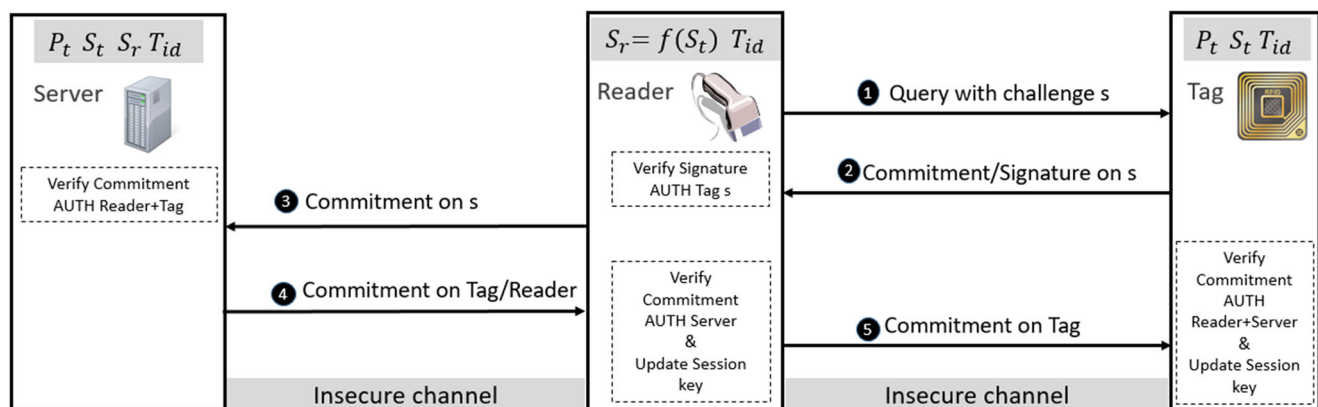 P_t S_t S_r T_id
Server
Verify Commitment
AUTH Reader+Tag
3 Commitment on s
4 Commitment on Tag/Reader
Insecure channel
S_r = f(S_t) T_id
Reader
Verify Signature
AUTH Tag s
Verify
Commitment
AUTH Server
&
Update Session
key
1 Query with challenge s
2 Commitment/Signature on s
5 Commitment on Tag
Insecure channel
P_t S_t T_id
Tag
RFID
Verify
Commitment
AUTH
Reader+Server
&
Update Session
key